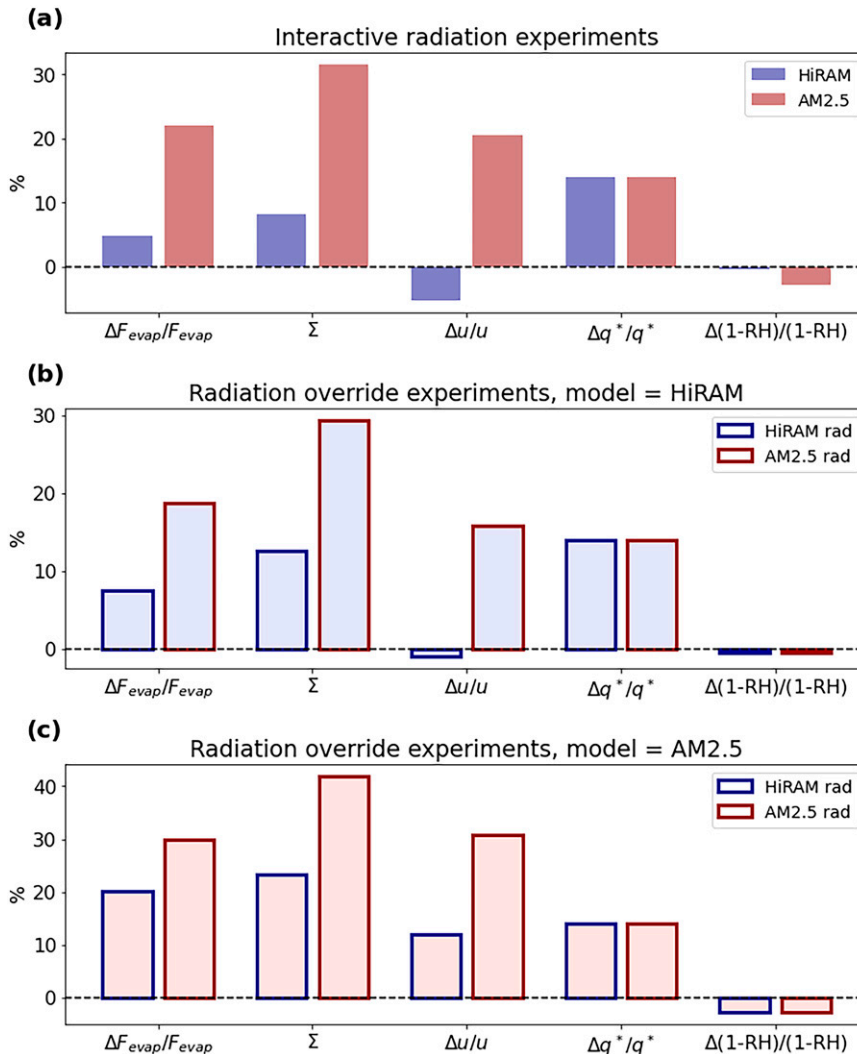 (a)
Interactive radiation experiments
HiRAM
AM2.5
%
30
20
10
0
ΔF_evap/F_evap Σ Δu/u Δq*/q* Δ(1-RH)/(1-RH)
(b)
Radiation override experiments, model = HiRAM
HiRAM rad
AM2.5 rad
%
30
20
10
0
ΔF_evap/F_evap Σ Δu/u Δq*/q* Δ(1-RH)/(1-RH)
(c)
Radiation override experiments, model = AM2.5
HiRAM rad
AM2.5 rad
%
40
30
20
10
0
ΔF_evap/F_evap Σ Δu/u Δq*/q* Δ(1-RH)/(1-RH)